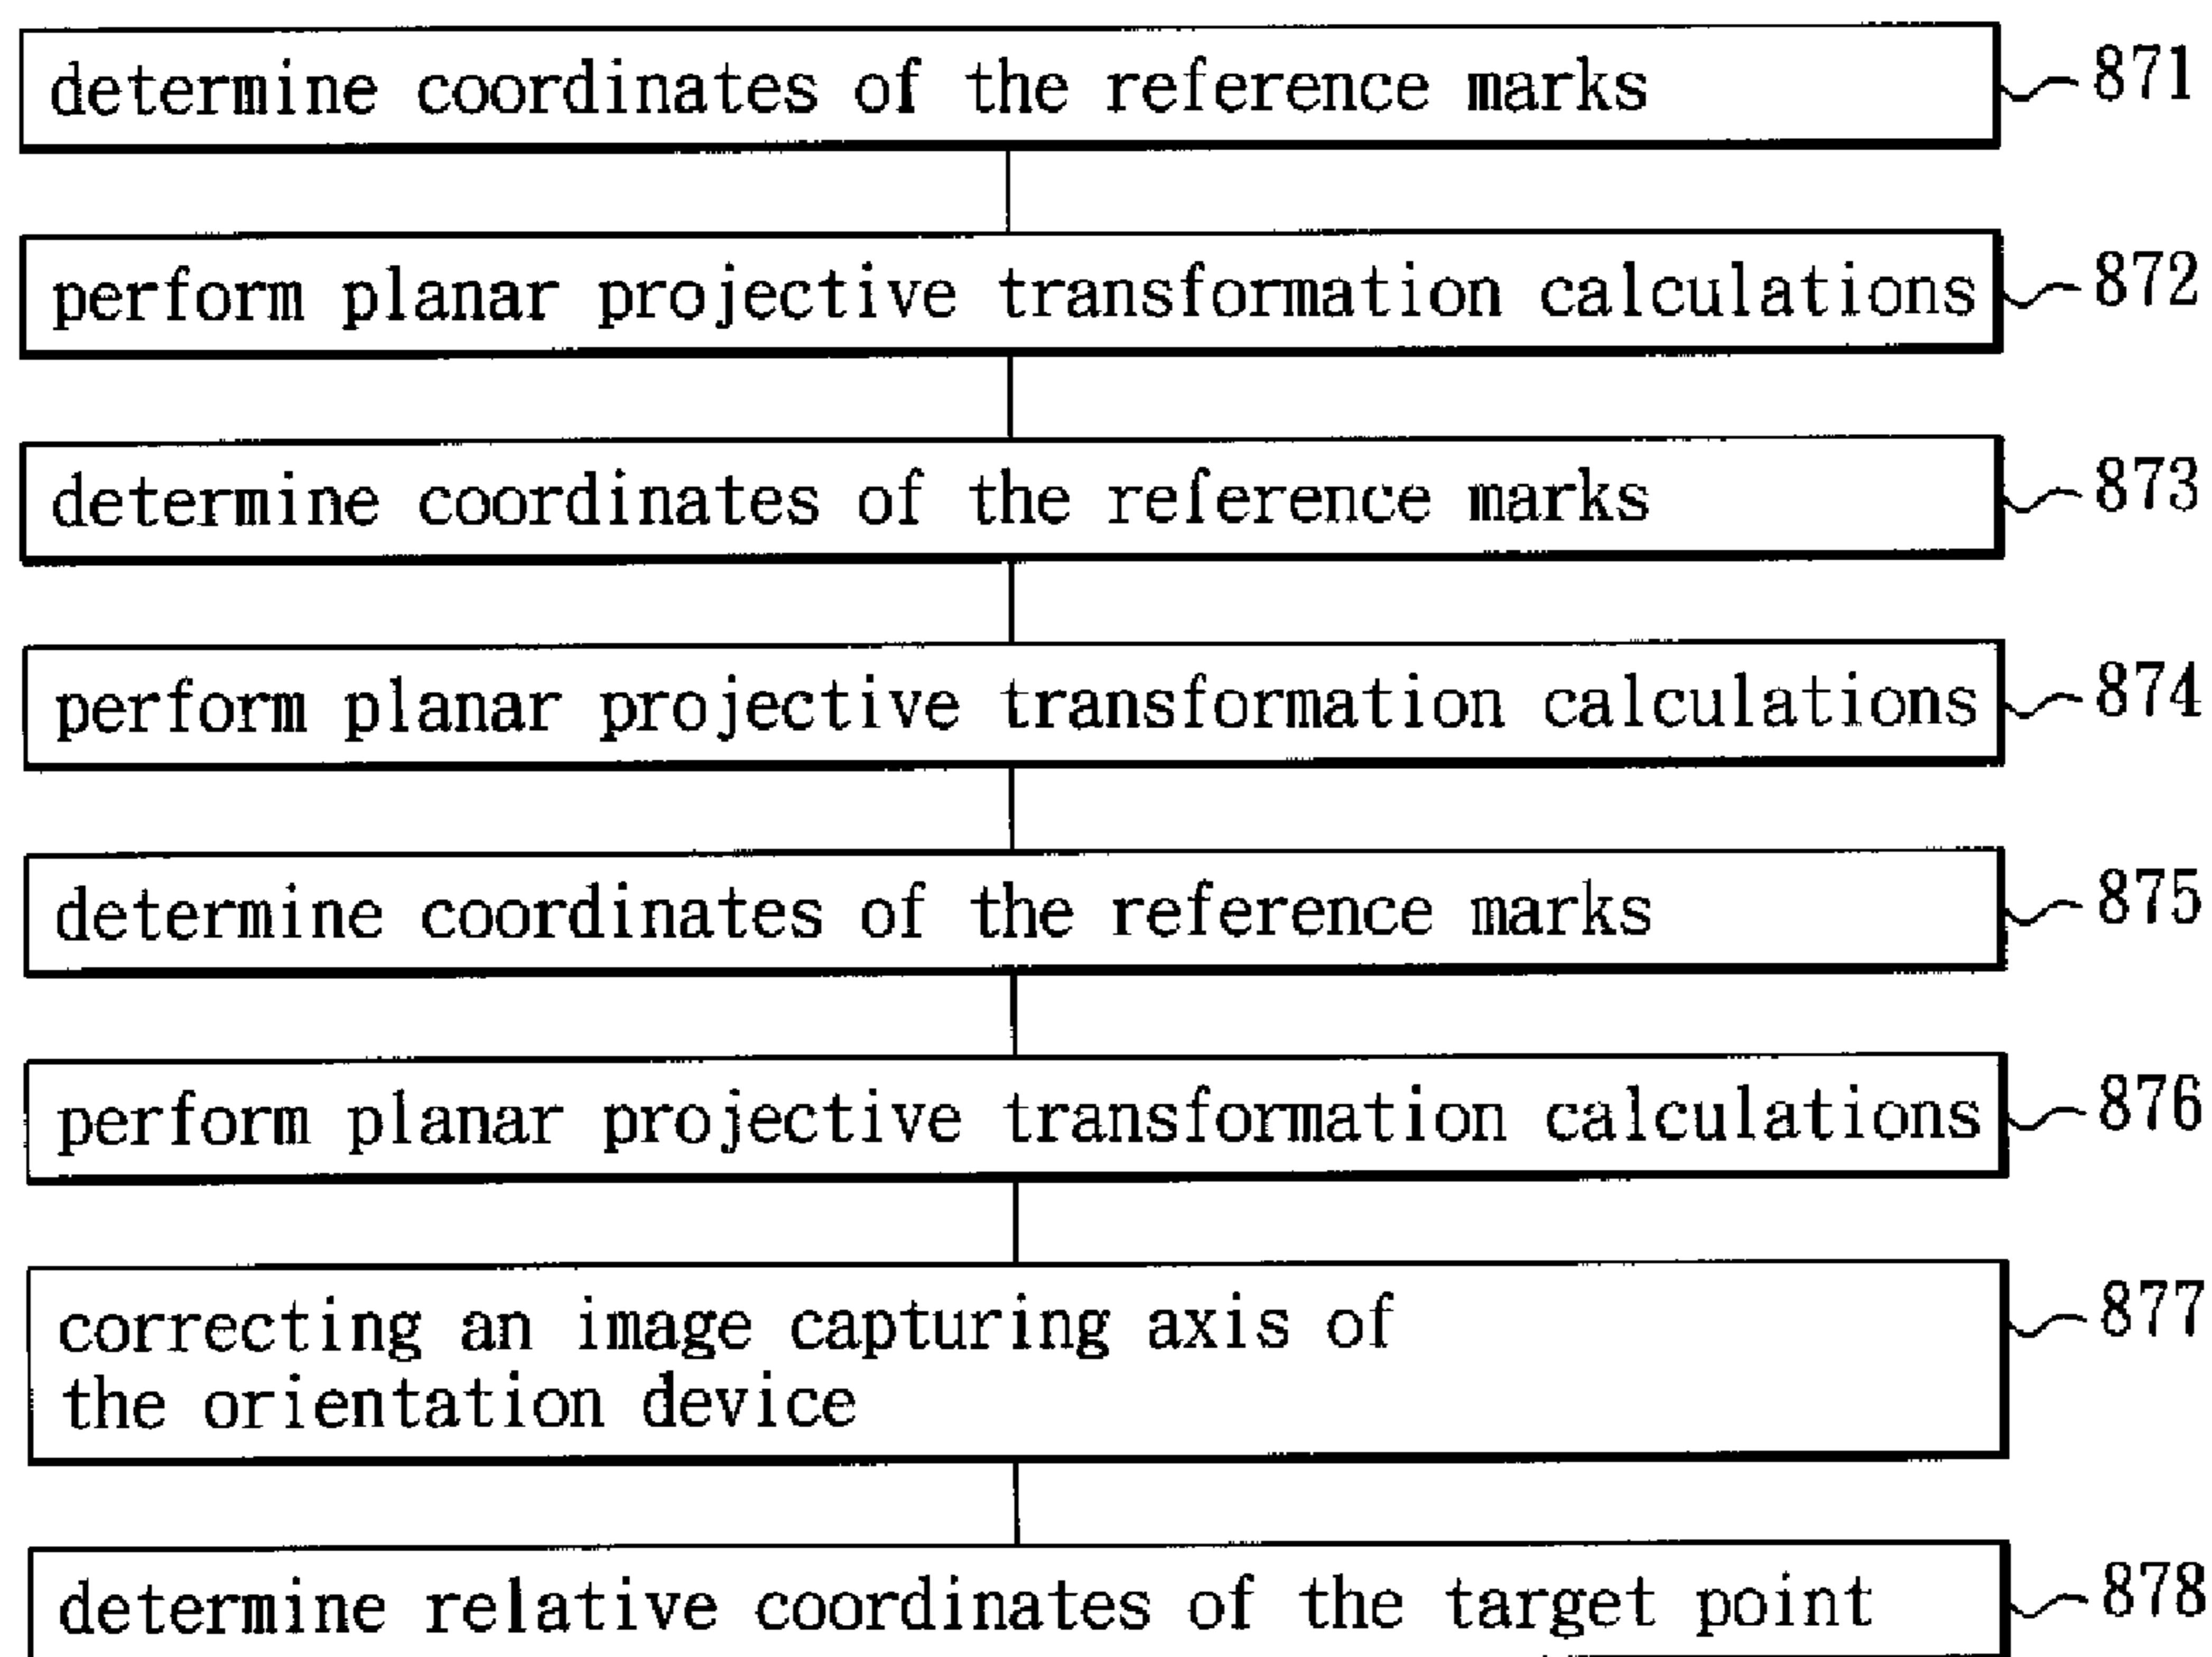 determine coordinates of the reference marks 871
perform planar projective transformation calculations 872
determine coordinates of the reference marks 873
perform planar projective transformation calculations 874
determine coordinates of the reference marks 875
perform planar projective transformation calculations 876
correcting an image capturing axis of 877
the orientation device
determine relative coordinates of the target point 878